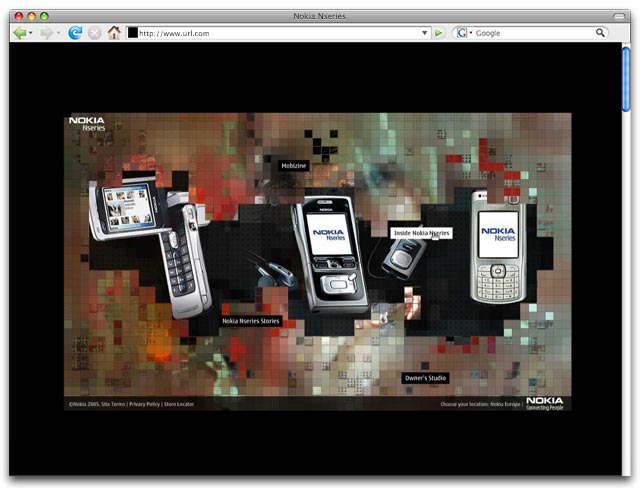 Nokia Nseries
http://www.url.com
G Google
NOKIA
Nseries
Mobizine
NOKIA
NOKIA
Nseries
Inside Nokia Nseries
NOKIA
Nseries
Nokia Nseries Stories
Owner's Studio
©Nokia 2005. Site Terms | Privacy Policy | Store Locator
Choose your location: Nokia Europe |
NOKIA
Connecting People